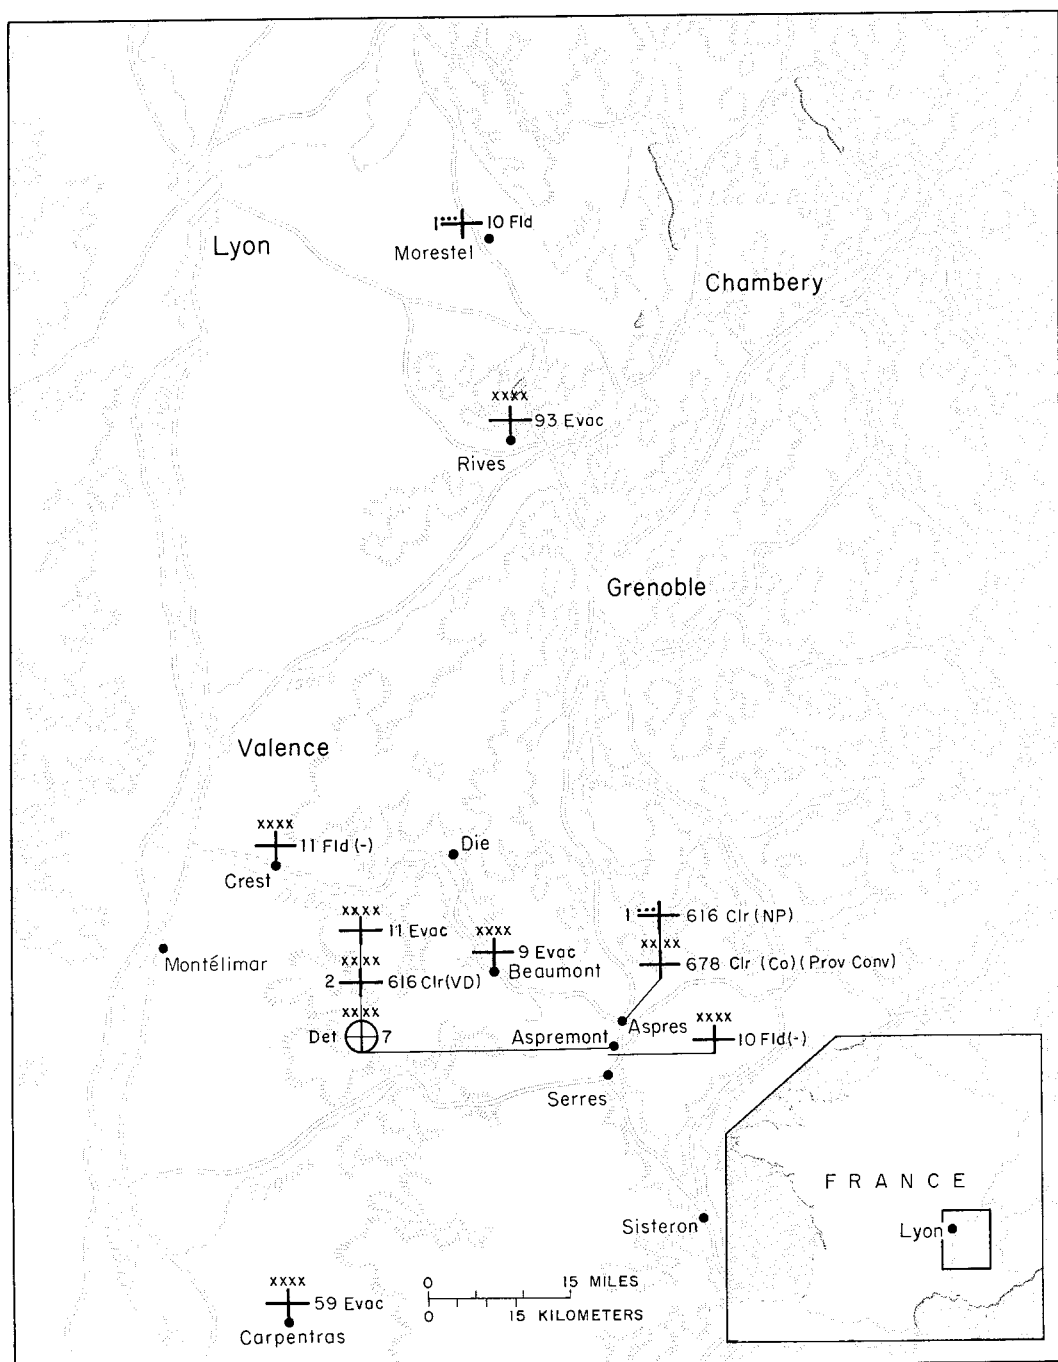 1 10 Fld
Morestel
Lyon
Chambery
XXXX
93 Evac
Rives
Grenoble
Isère
Valence
XXXX
11 Fld (-)
Crest
Die
XXXX
11 Evac
XXXX
9 Evac
Beaumont
1 616 Clr (NP)
XXXX
678 Clr (Co) (Prov Conv)
Montélimar
XXXX
2 616 Clr (VD)
XXXX
Det 7
Aspres
Aspremont
XXXX
10 Fld (-)
Serres
Sisteron
FRANCE
Lyon
XXXX
59 Evac
Carpentras
0 15 MILES
0 15 KILOMETERS